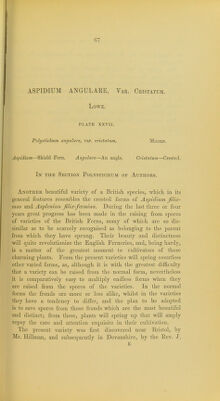 67
ASPIDIUM ANGULARE, VAR. CRISTATUM.
LOWE.
PLATE XXVII.
Polystichum angulare, var. cristatum, MOORE.
Aspidium—Shield Fern. Angulare—An angle. Cristatum—Crested.
IN THE SECTION POLYSTICHUM OF AUTHORS.
ANOTHER beautiful variety of a British species, which in its
general features resembles the crested forms of Aspidium filix-
mas and Asplenium filix-fœmina. During the last three or four
years great progress has been made in the raising from spores
of varieties of the British Ferns, many of which are so dis-
similar as to be scarcely recognised as belonging to the parent
from which they have sprung. Their beauty and distinctness
will quite revolutionise the English Ferneries, and, being hardy,
is a matter of the greatest moment to cultivators of these
charming plants. From the present varieties will spring countless
other varied forms, as, although it is with the greatest difficulty
that a variety can be raised from the normal form, nevertheless
it is comparatively easy to multiply endless forms when they
are raised from the spores of the varieties. In the normal
forms the fronds are more or less alike, whilst in the varieties
they have a tendency to differ, and the plan to be adopted
is to save spores from those fronds which are the most beautiful
and distinct; from these, plants will spring up that will amply
repay the care and attention requisite in their cultivation.
The present variety was first discovered near Bristol, by
Mr. Hillman, and subsequently in Devonshire, by the Rev. J.